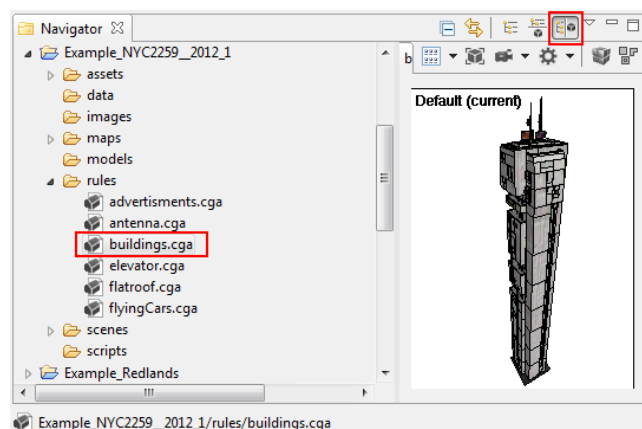 Navigator
Example_NYC2259__2012_1
assets
data
images
maps
models
rules
advertisments.cga
antenna.cga
buildings.cga
elevator.cga
flatroof.cga
flyingCars.cga
scenes
scripts
Example_Redlands
b
Default (current)
Example_NYC2259__2012_1/rules/buildings.cga